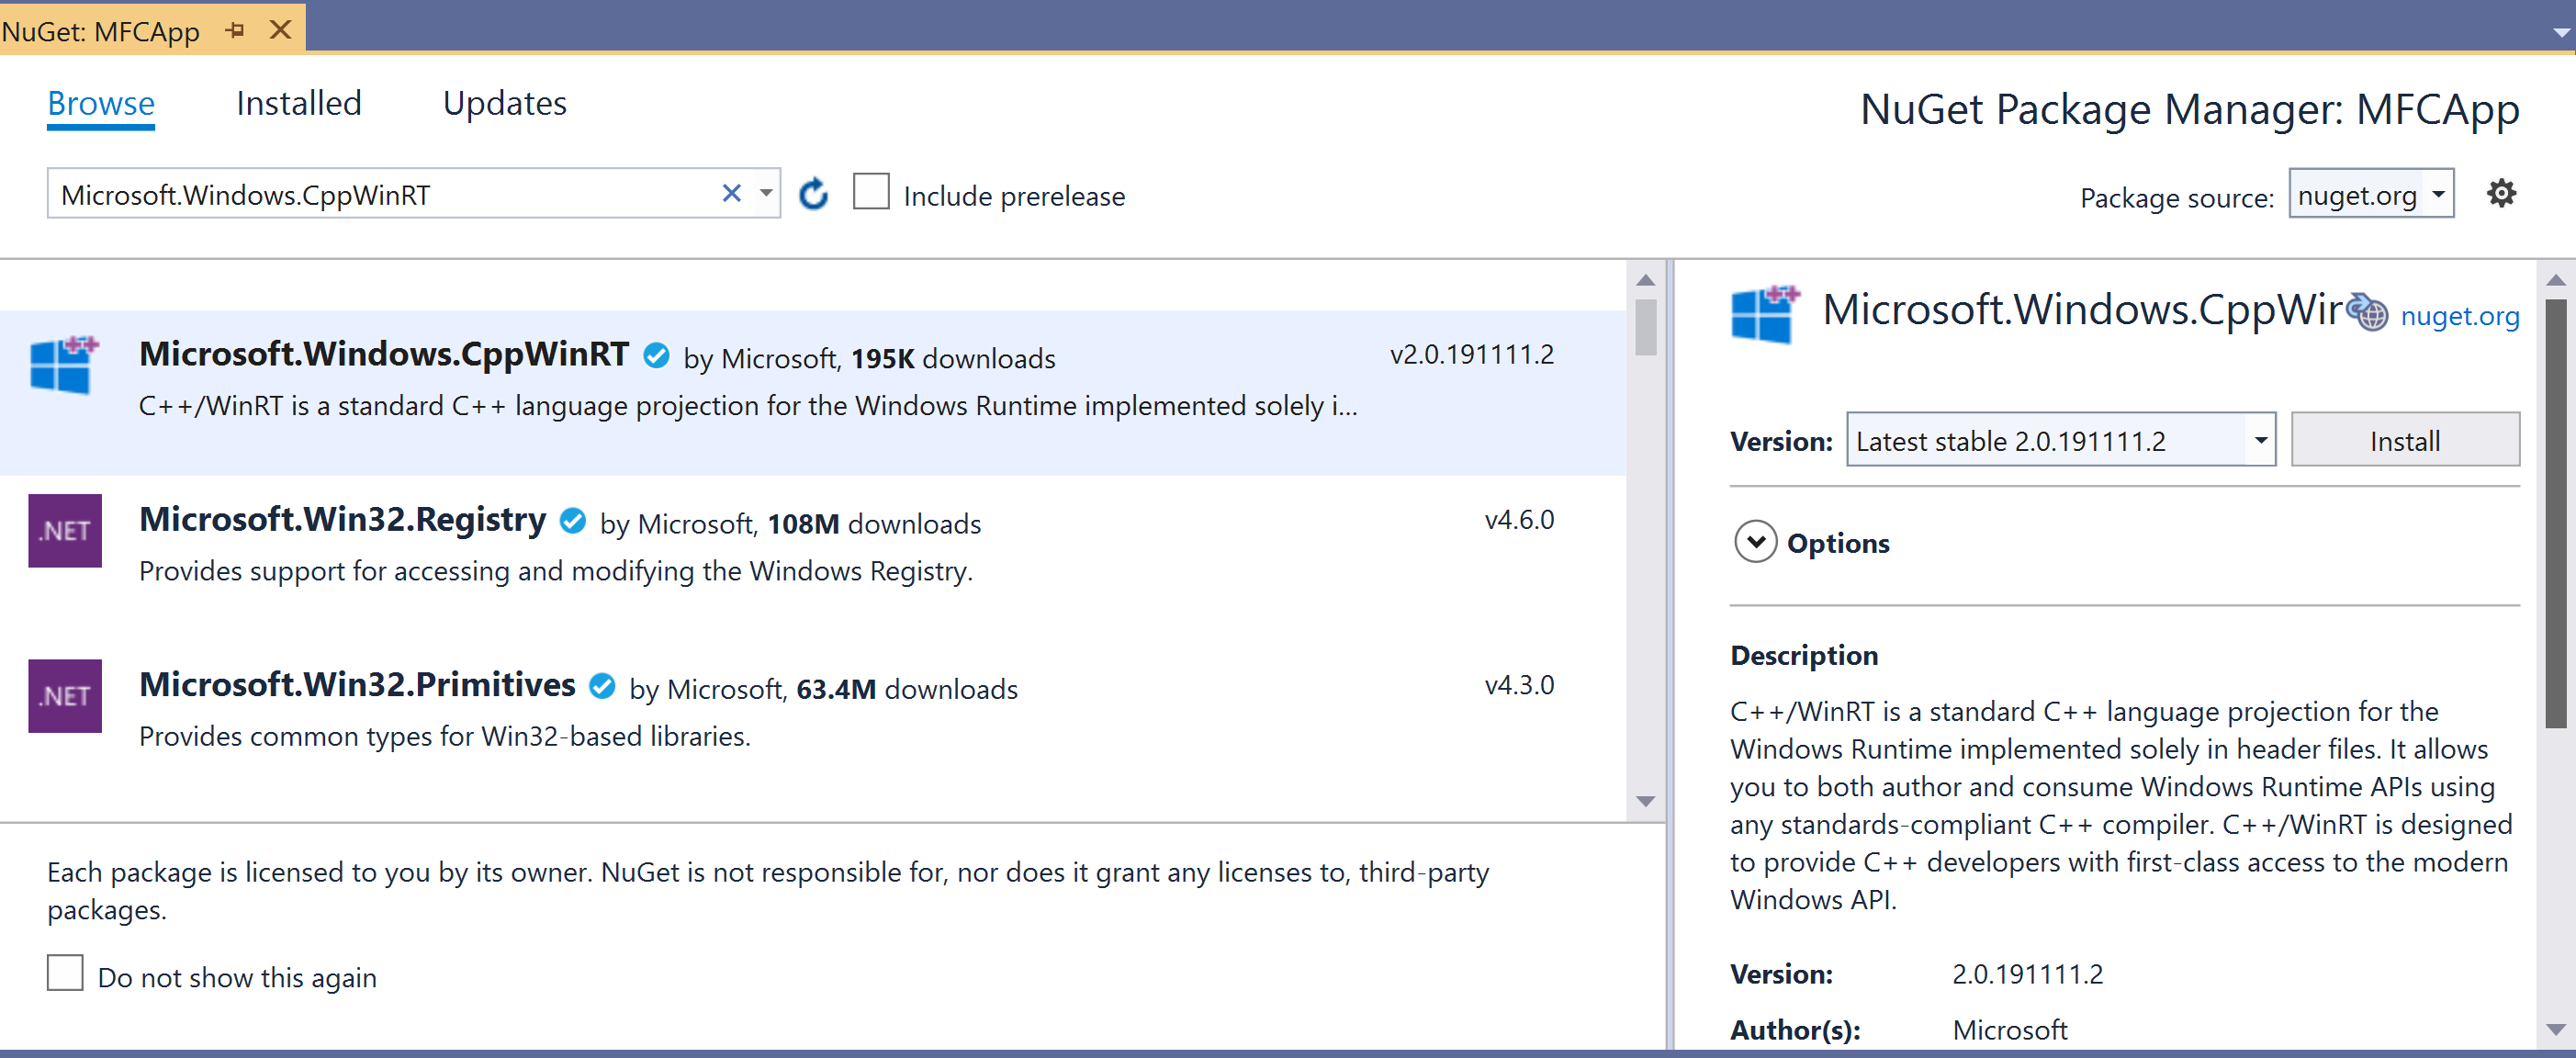 NuGet: MFCApp
Browse Installed Updates
NuGet Package Manager: MFCApp
Microsoft.Windows.CppWinRT
Include prerelease
Package source: nuget.org
Microsoft.Windows.CppWinRT by Microsoft, 195K downloads v2.0.191111.2
C++/WinRT is a standard C++ language projection for the Windows Runtime implemented solely i...
.NET
Microsoft.Win32.Registry by Microsoft, 108M downloads v4.6.0
Provides support for accessing and modifying the Windows Registry.
.NET
Microsoft.Win32.Primitives by Microsoft, 63.4M downloads v4.3.0
Provides common types for Win32-based libraries.
Each package is licensed to you by its owner. NuGet is not responsible for, nor does it grant any licenses to, third-party
packages.
Do not show this again
Microsoft.Windows.CppWir nuget.org
Version: Latest stable 2.0.191111.2 Install
Options
Description
C++/WinRT is a standard C++ language projection for the
Windows Runtime implemented solely in header files. It allows
you to both author and consume Windows Runtime APIs using
any standards-compliant C++ compiler. C++/WinRT is designed
to provide C++ developers with first-class access to the modern
Windows API.
Version: 2.0.191111.2
Author(s): Microsoft